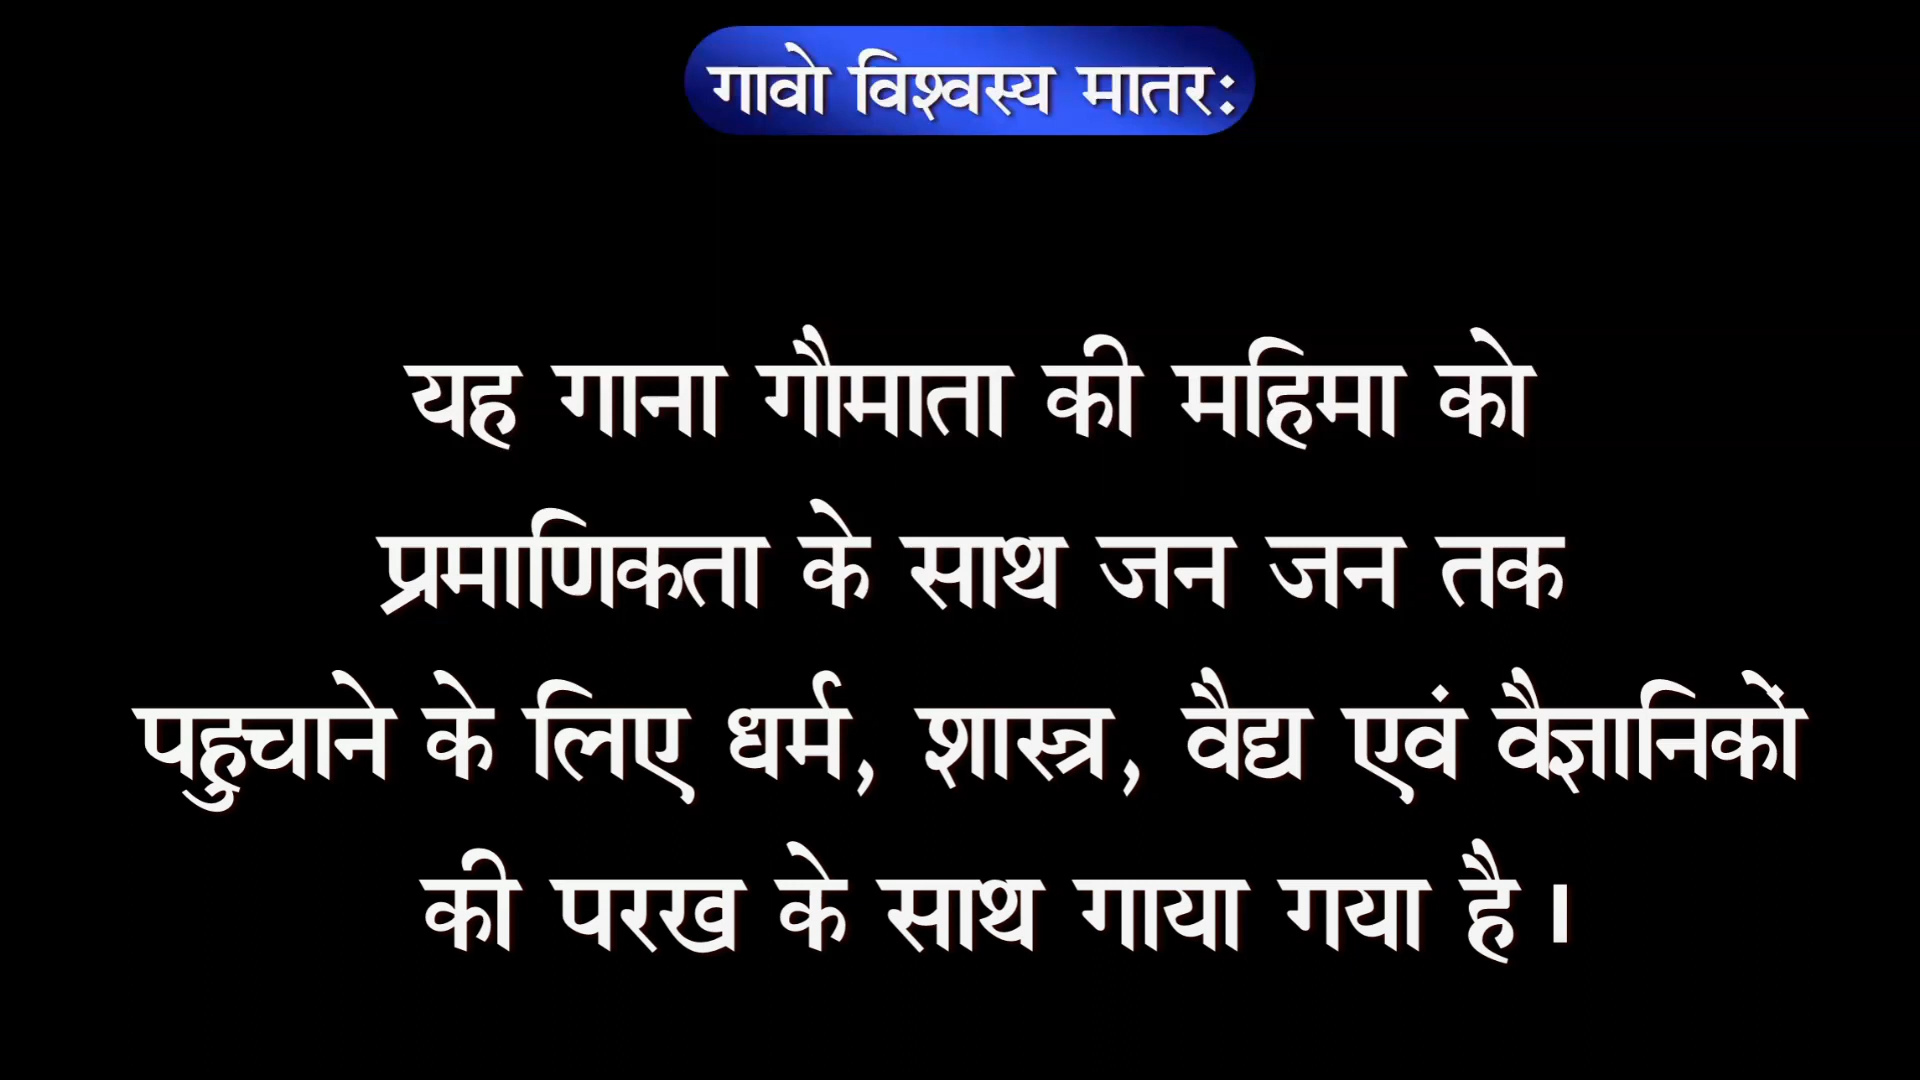 गावो विश्वस्य मातरः
यह गाना गौमाता की महिमा को
प्रमाणिकता के साथ जन जन तक
पहुचाने के लिए धर्म, शास्त्र, वैद्य एवं वैज्ञानिकों
की परख के साथ गाया गया है।